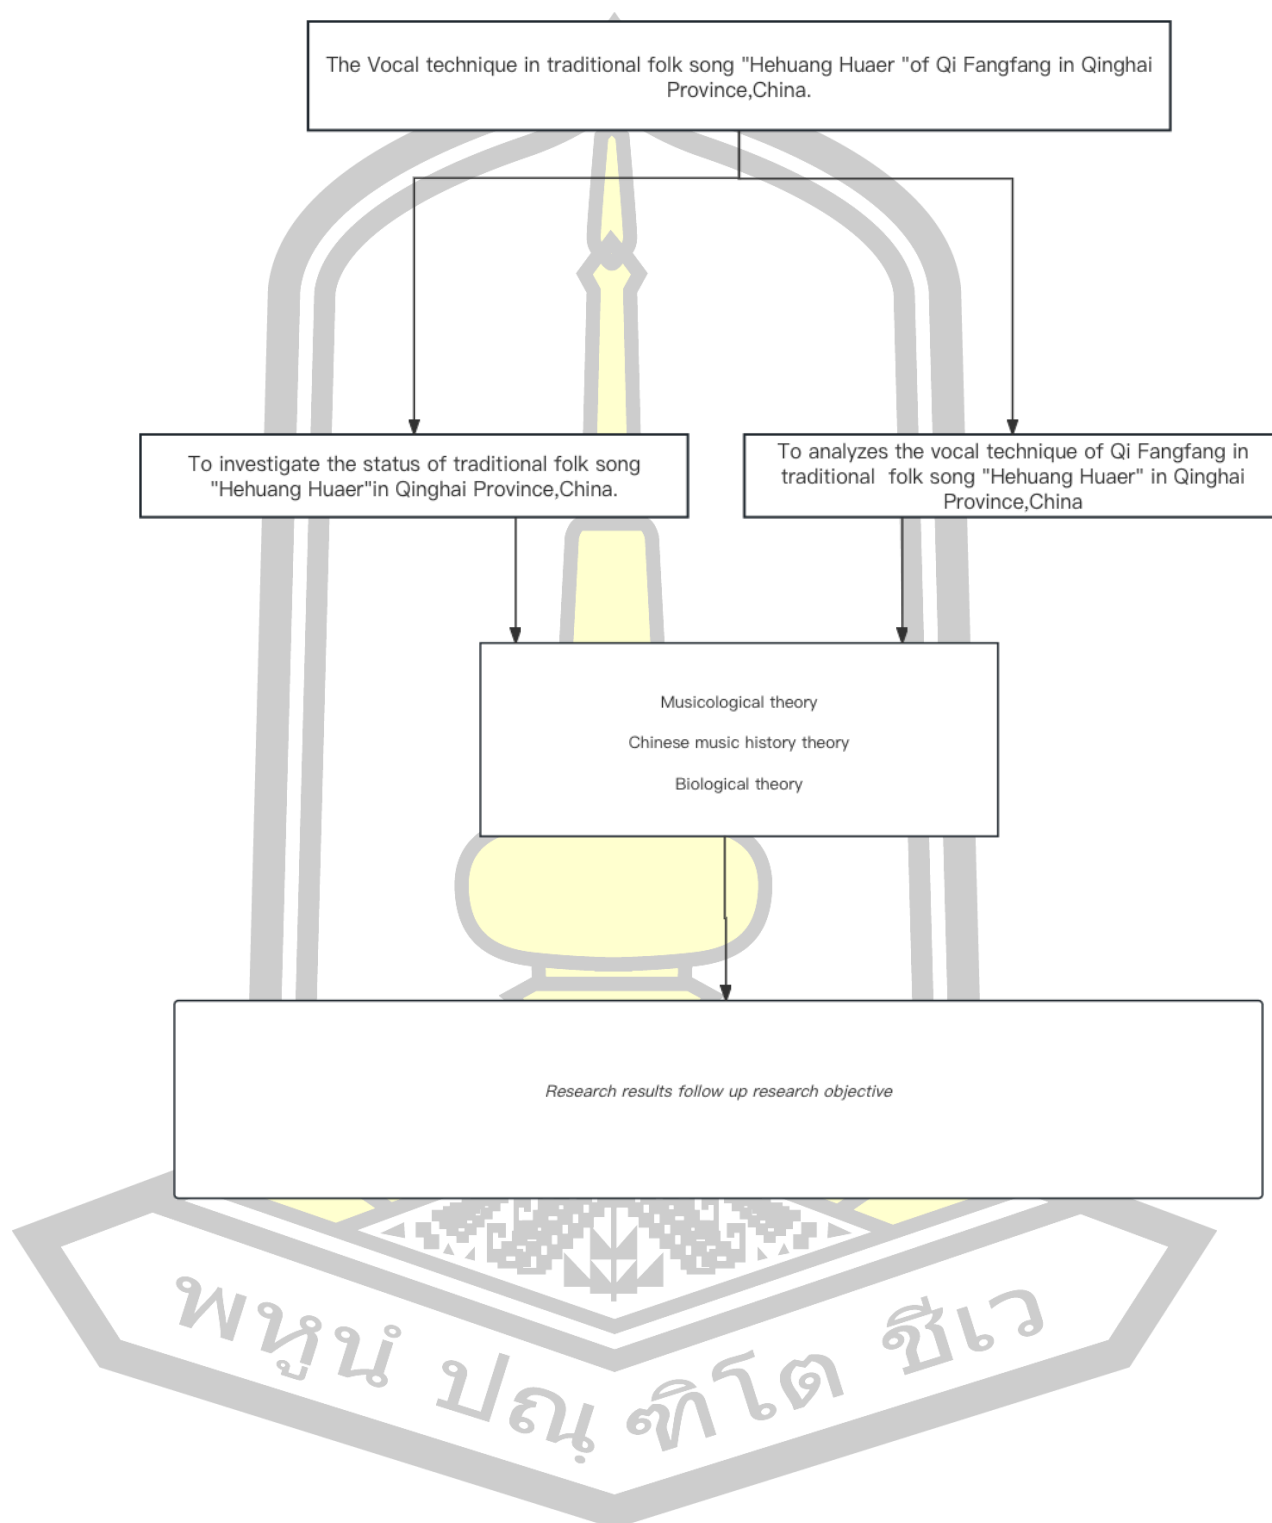 The Vocal technique in traditional folk song "Hehuang Huaer "of Qi Fangfang in Qinghai
Province,China.
To investigate the status of traditional folk song
"Hehuang Huaer"in Qinghai Province,China.
To analyzes the vocal technique of Qi Fangfang in
traditional  folk song "Hehuang Huaer" in Qinghai
Province,China
Musicological theory
Chinese music history theory
Biological theory
Research results follow up research objective
พหูนํ ปณฺฑิโต ชีเว